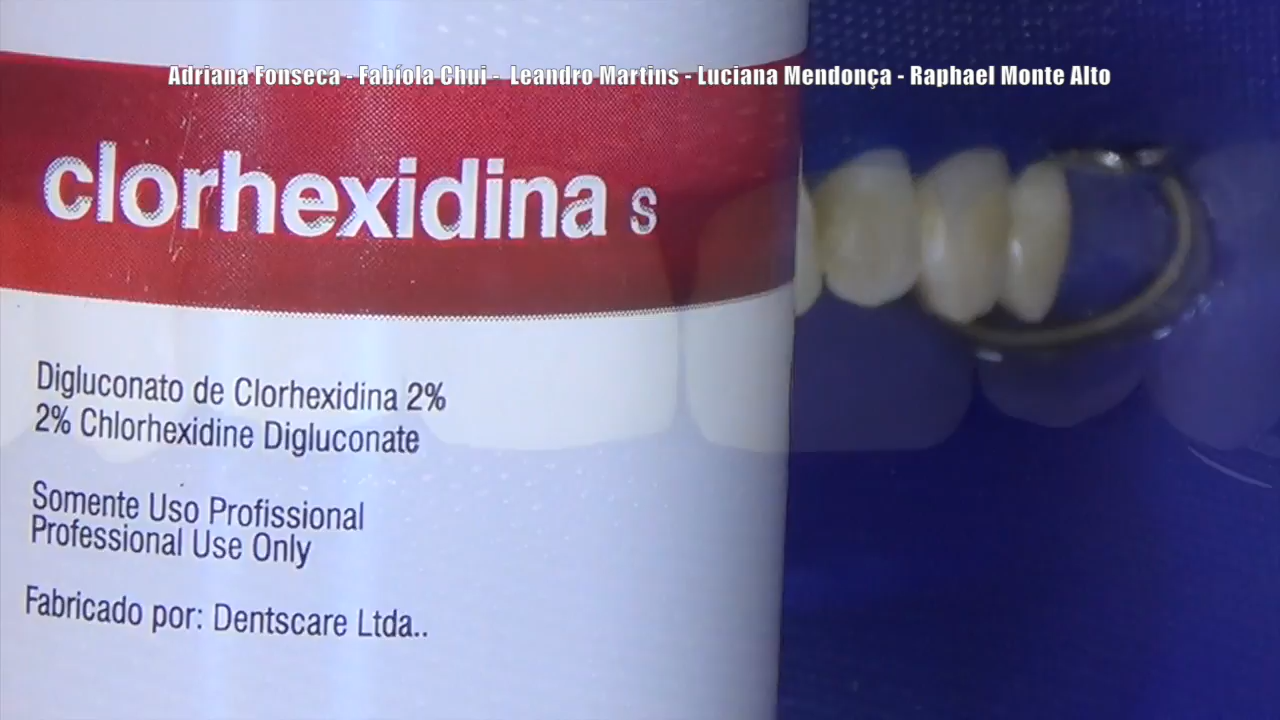 Adriana Fonseca - Fabíola Chui - Leandro Martins - Luciana Mendonça - Raphael Monte Alto
clorhexidina s
Digluconato de Clorhexidina 2%
2% Chlorhexidine Digluconate
Somente Uso Profissional
Professional Use Only
Fabricado por: Dentscare Ltda..